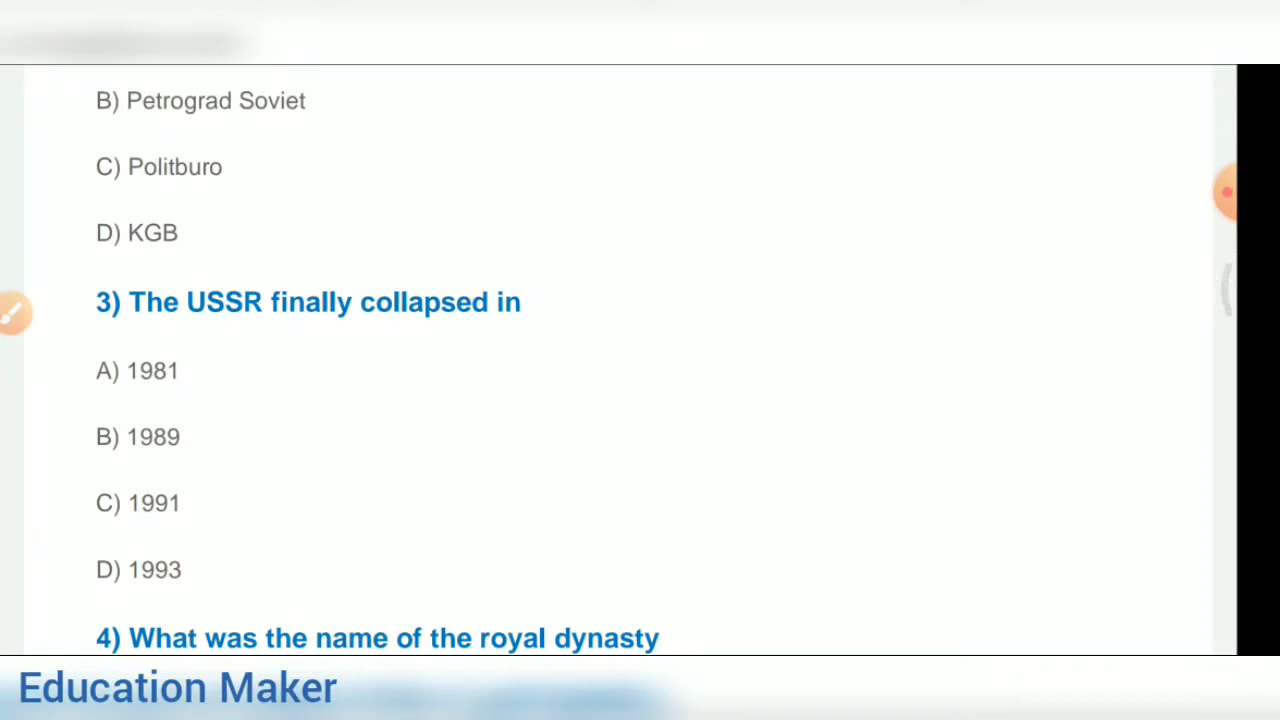 B) Petrograd Soviet
C) Politburo
D) KGB
3) The USSR finally collapsed in
A) 1981
B) 1989
C) 1991
D) 1993
4) What was the name of the royal dynasty
Education Maker